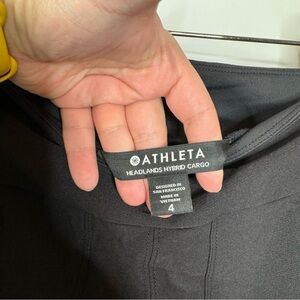 ATHLETA
HEADLANDS HYBRID CARGO
DESIGNED IN
SAN FRANCISCO
MADE IN
VIETNAM
4